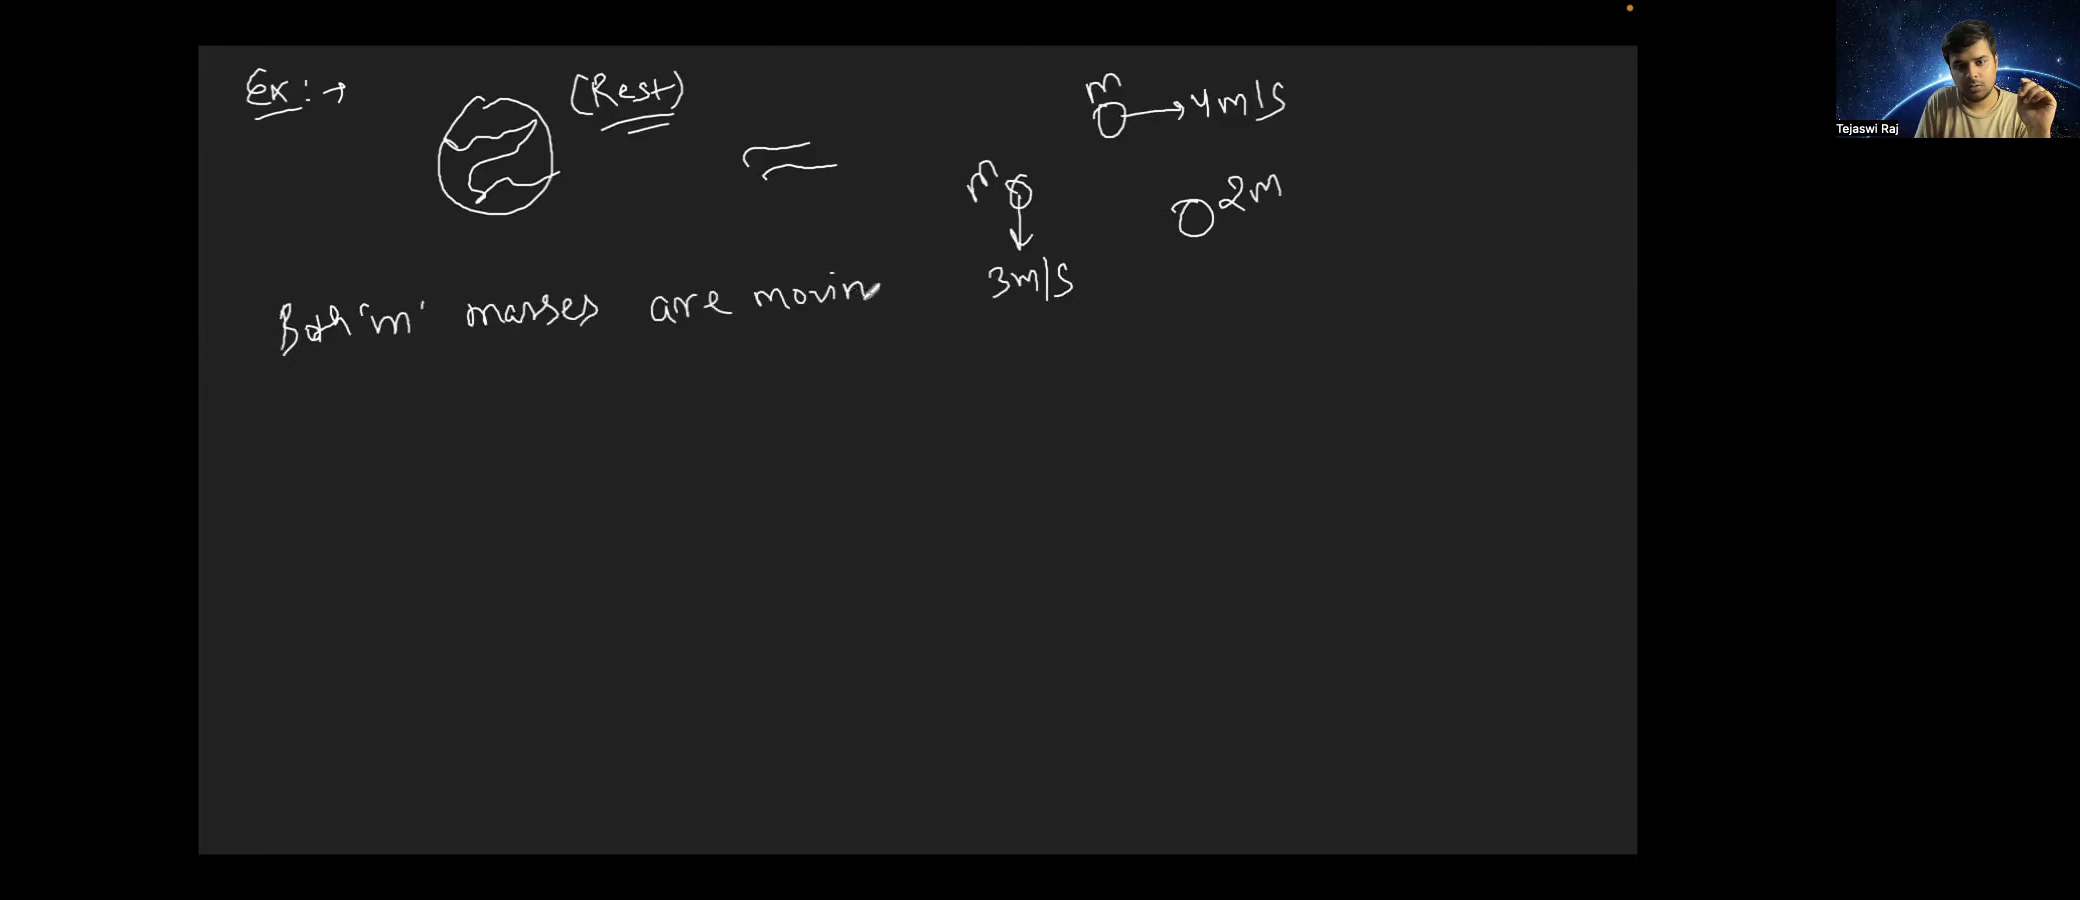 Ex:→ (Rest) m → 4m/s
m 2m
3m/s
Both 'm' masses are movin
Tejaswi Raj